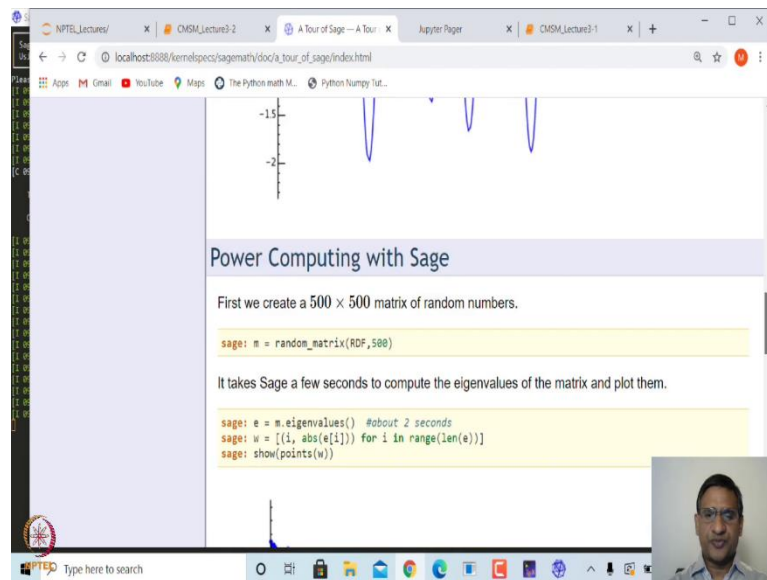 NPTEL_Lectures/
CMSM_Lecture3-2
A Tour of Sage — A Tour
Jupyter Pager
CMSM_Lecture3-1
localhost:8888/kernelspecs/sagemath/doc/a_tour_of_sage/index.html
M
Apps
Gmail
YouTube
Maps
The Python math M...
Python Numpy Tut...
-1.5
-2
Power Computing with Sage
First we create a 500 × 500 matrix of random numbers.
sage: m = random_matrix(RDF,500)
It takes Sage a few seconds to compute the eigenvalues of the matrix and plot them.
sage: e = m.eigenvalues() #about 2 seconds
sage: w = [(i, abs(e[i])) for i in range(len(e))]
sage: show(points(w))
NPTEL
Type here to search